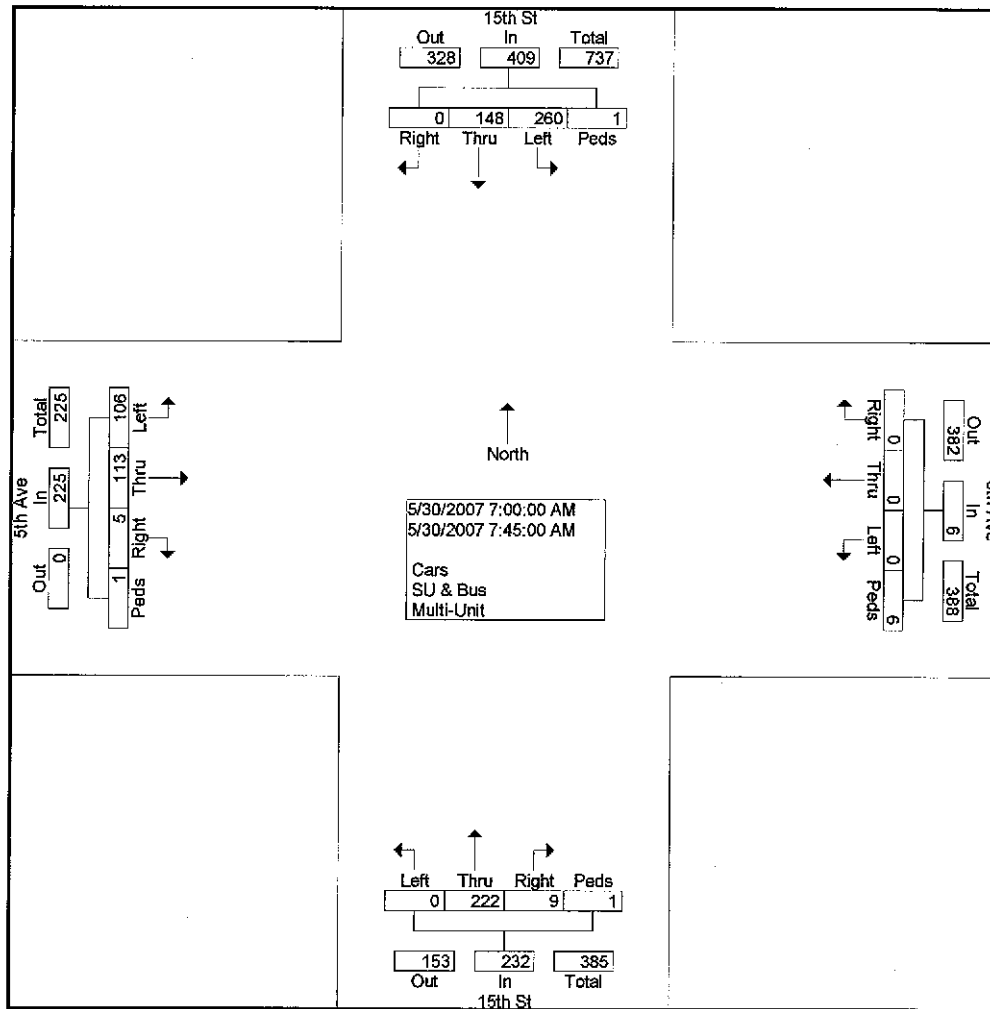 15th St
Out In Total
328 409 737
0 148 260 1
Right Thru Left Peds
5th Ave
Total In Out
225 225 0
106 113 5 1
Left Thru Right Peds
North
5/30/2007 7:00:00 AM
5/30/2007 7:45:00 AM
Cars
SU & Bus
Multi-Unit
Right Thru Left Peds
0 0 0 6
Out In Total
382 6 388
Left Thru Right Peds
0 222 9 1
153 232 385
Out In Total
15th St